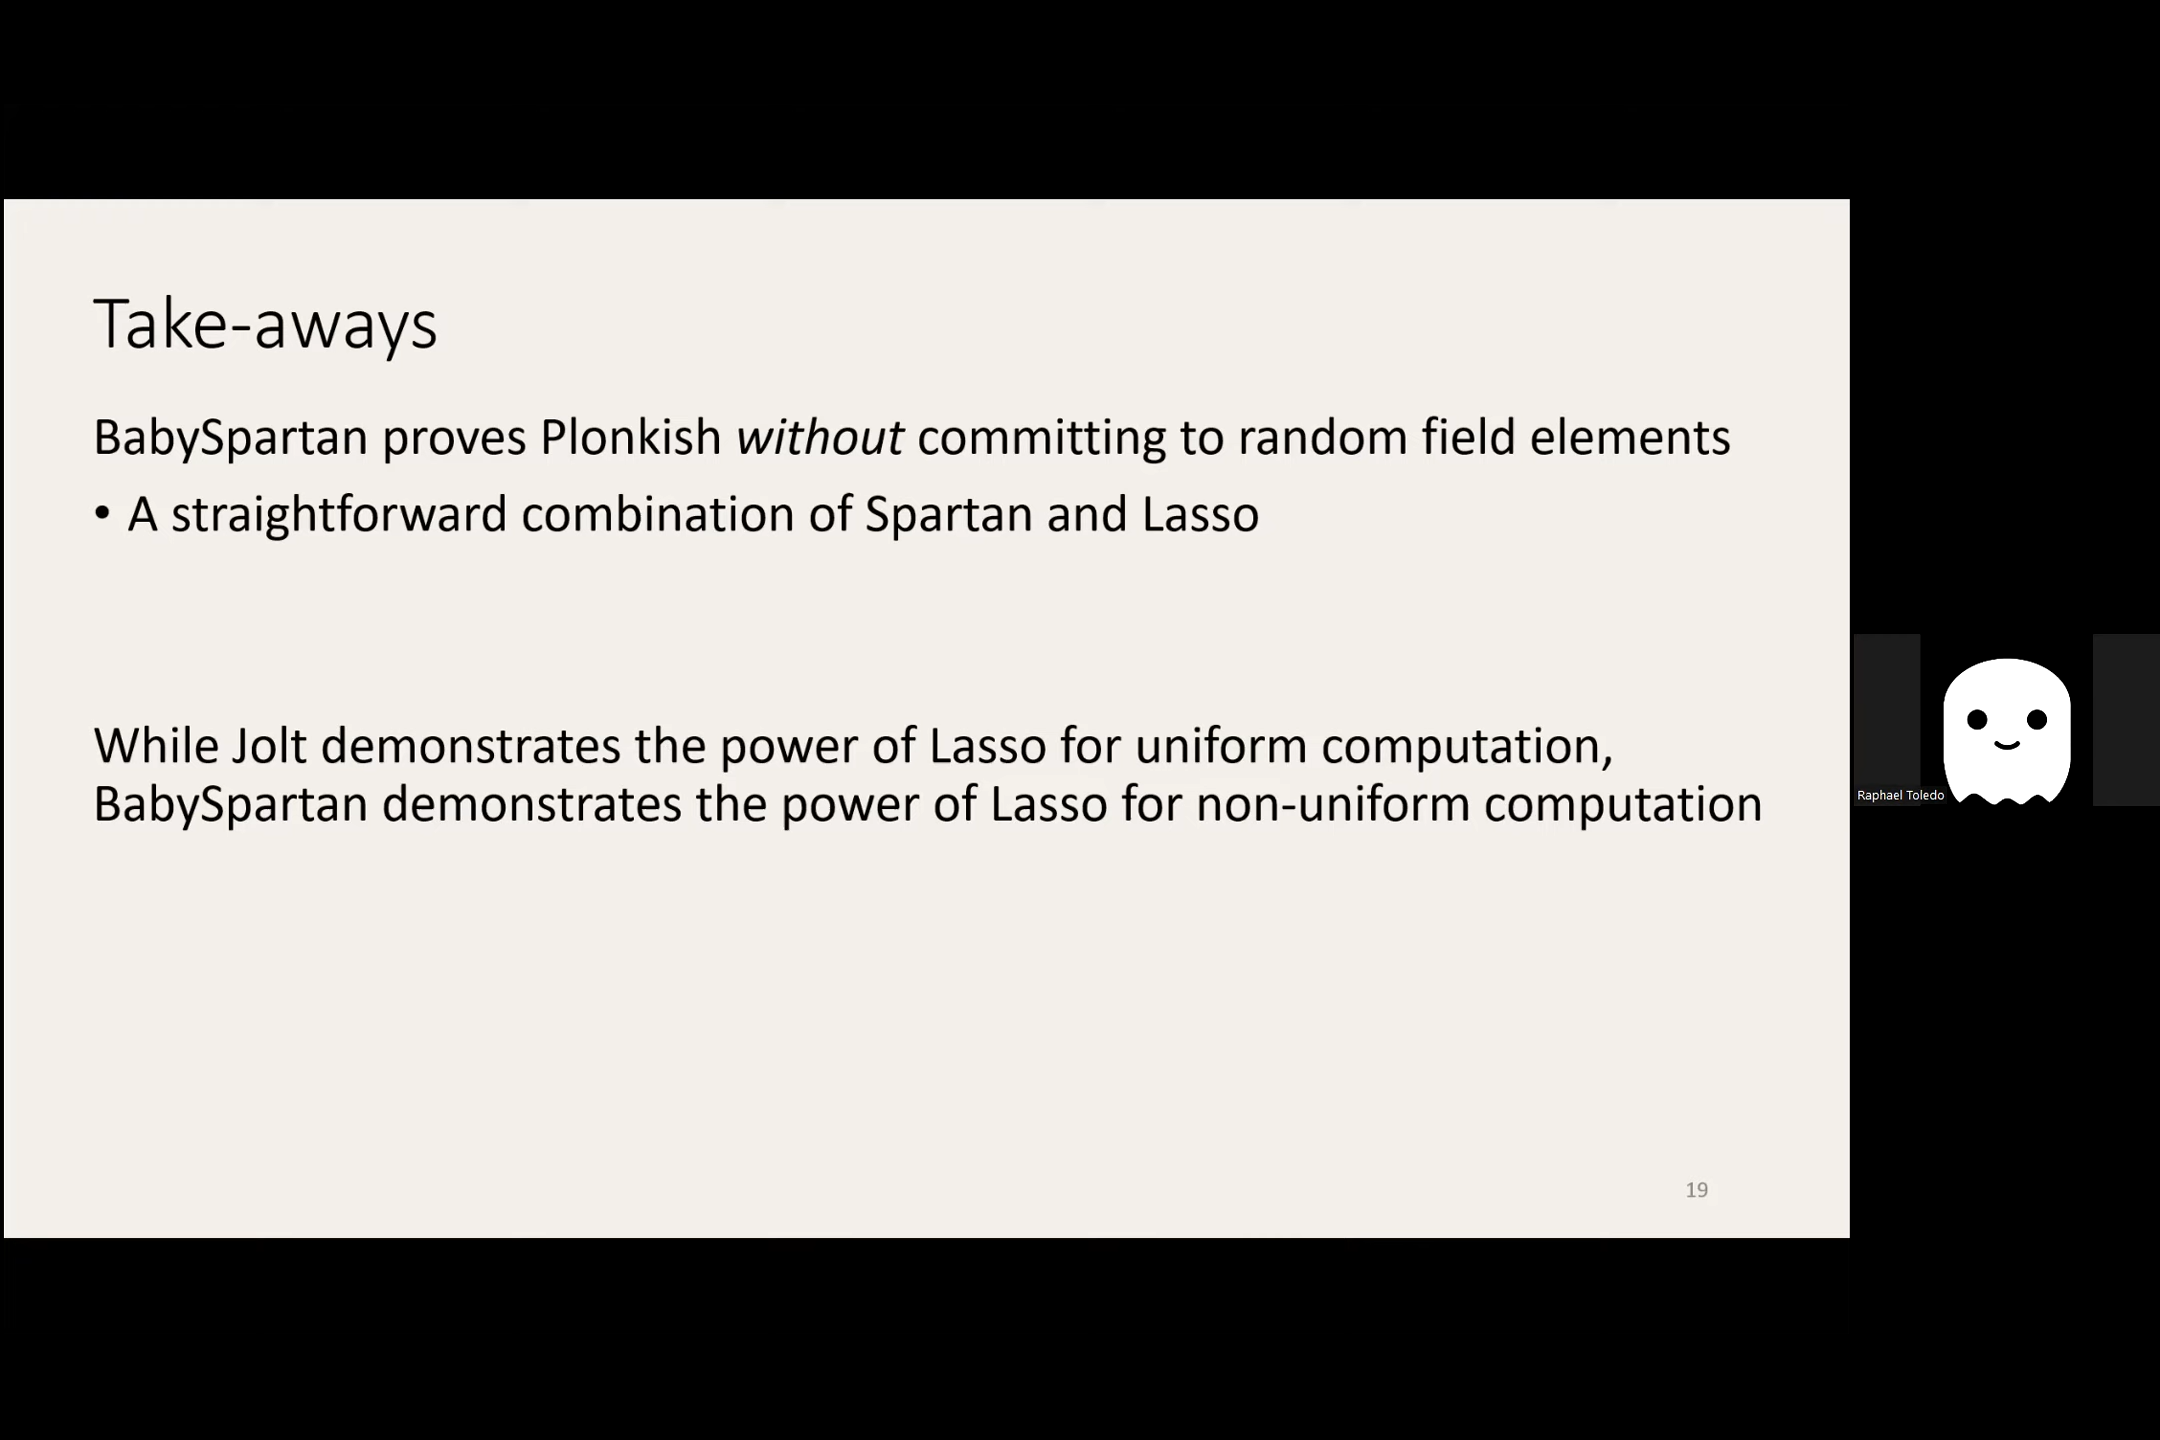 Take-aways
BabySpartan proves Plonkish without committing to random field elements
• A straightforward combination of Spartan and Lasso
While Jolt demonstrates the power of Lasso for uniform computation,
BabySpartan demonstrates the power of Lasso for non-uniform computation
19
Raphael Toledo